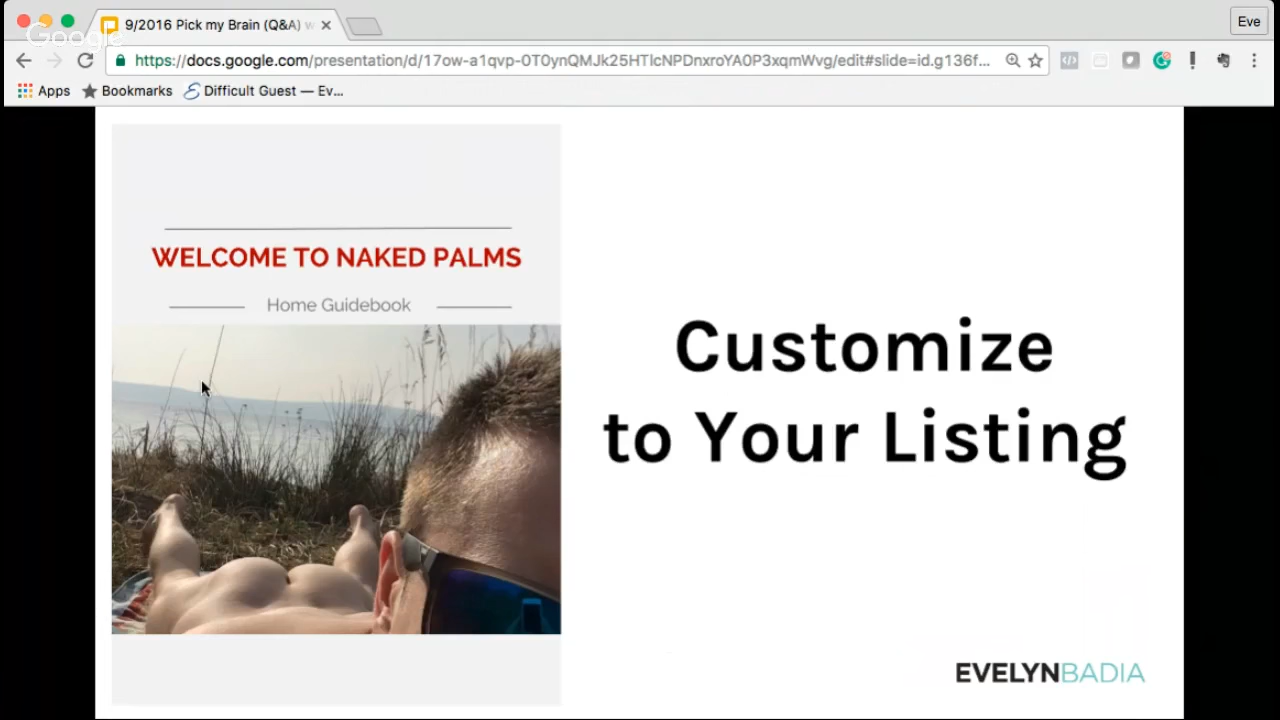 9/2016 Pick my Brain (Q&A) w
Eve
Google
https://docs.google.com/presentation/d/17ow-a1qvp-0T0ynQMJk25HTlcNPDnxroYA0P3xqmWvg/edit#slide=id.g136f...
Apps
Bookmarks
Difficult Guest — Ev...
WELCOME TO NAKED PALMS
Home Guidebook
Customize
to Your Listing
EVELYNBADIA